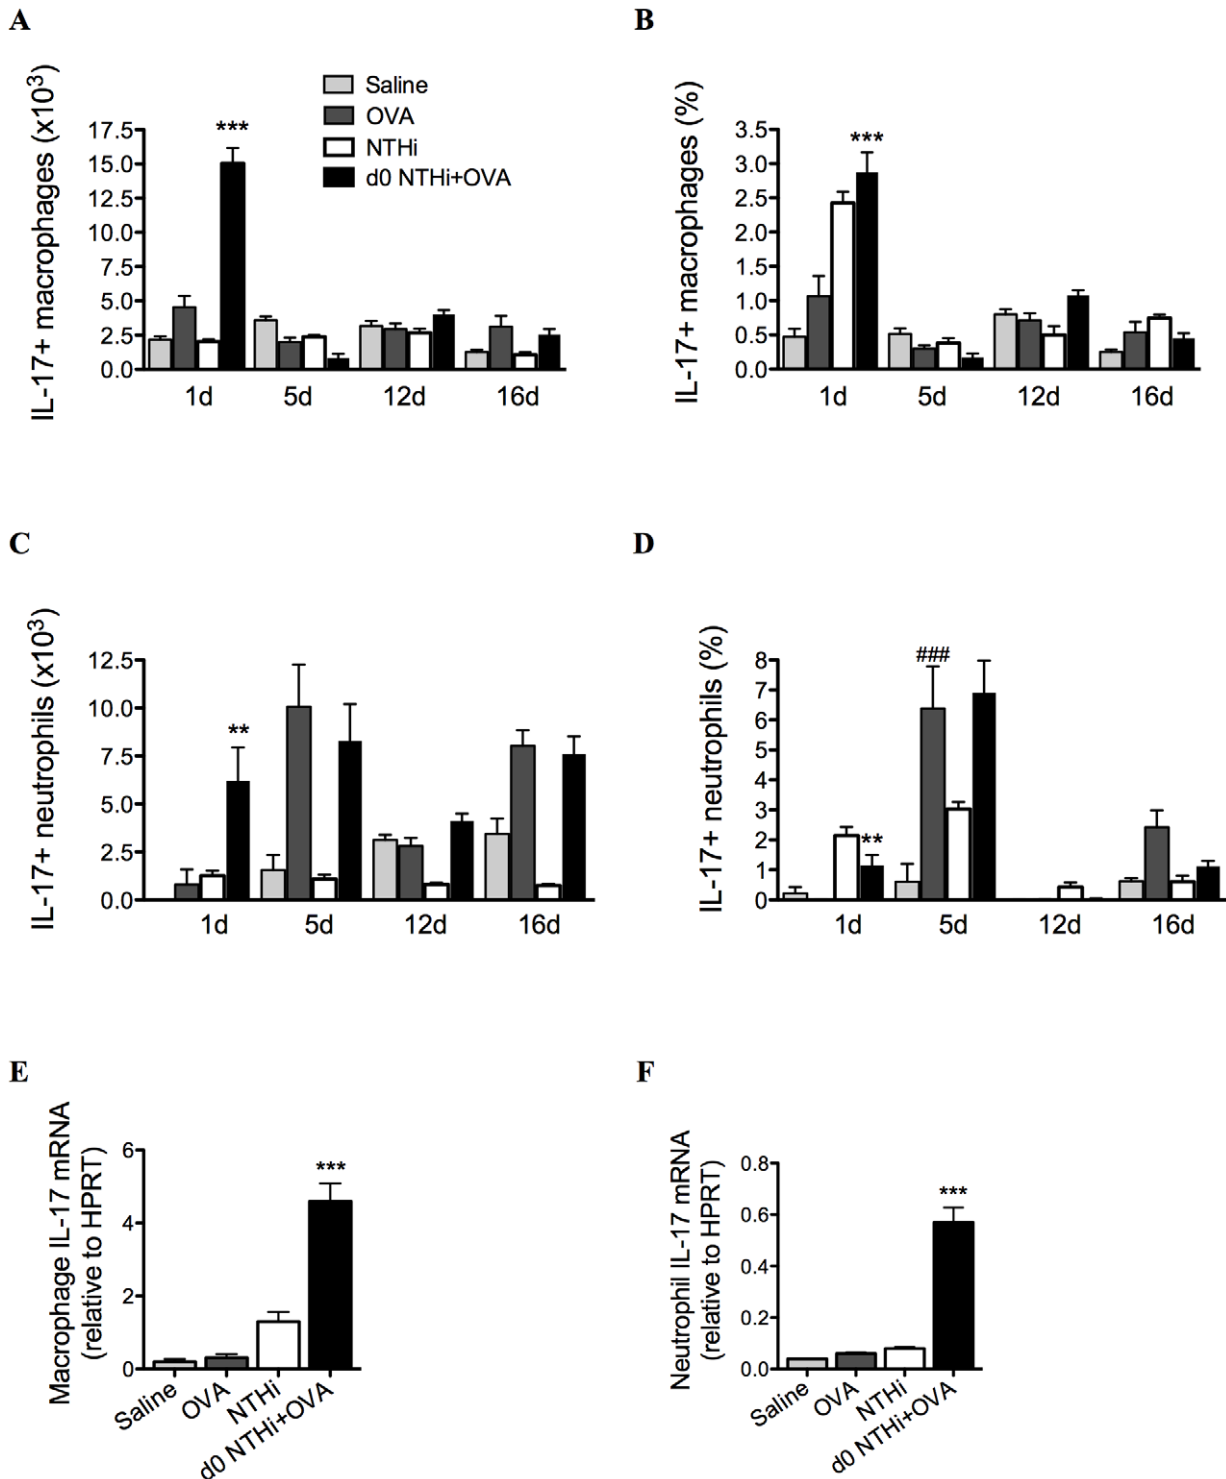 A
IL-17+ macrophages (x10³)
17.5
15.0
12.5
10.0
7.5
5.0
2.5
0.0
***
Saline
OVA
NTHi
d0 NTHi+OVA
1d 5d 12d 16d
B
IL-17+ macrophages (%)
3.5
3.0
2.5
2.0
1.5
1.0
0.5
0.0
***
1d 5d 12d 16d
C
IL-17+ neutrophils (x10³)
12.5
10.0
7.5
5.0
2.5
0.0
**
1d 5d 12d 16d
D
IL-17+ neutrophils (%)
8
7
6
5
4
3
2
1
0
**
###
1d 5d 12d 16d
E
Macrophage IL-17 mRNA
(relative to HPRT)
6
4
2
0
***
Saline
OVA
NTHi
d0 NTHi+OVA
F
Neutrophil IL-17 mRNA
(relative to HPRT)
0.8
0.6
0.4
0.2
0.0
***
Saline
OVA
NTHi
d0 NTHi+OVA